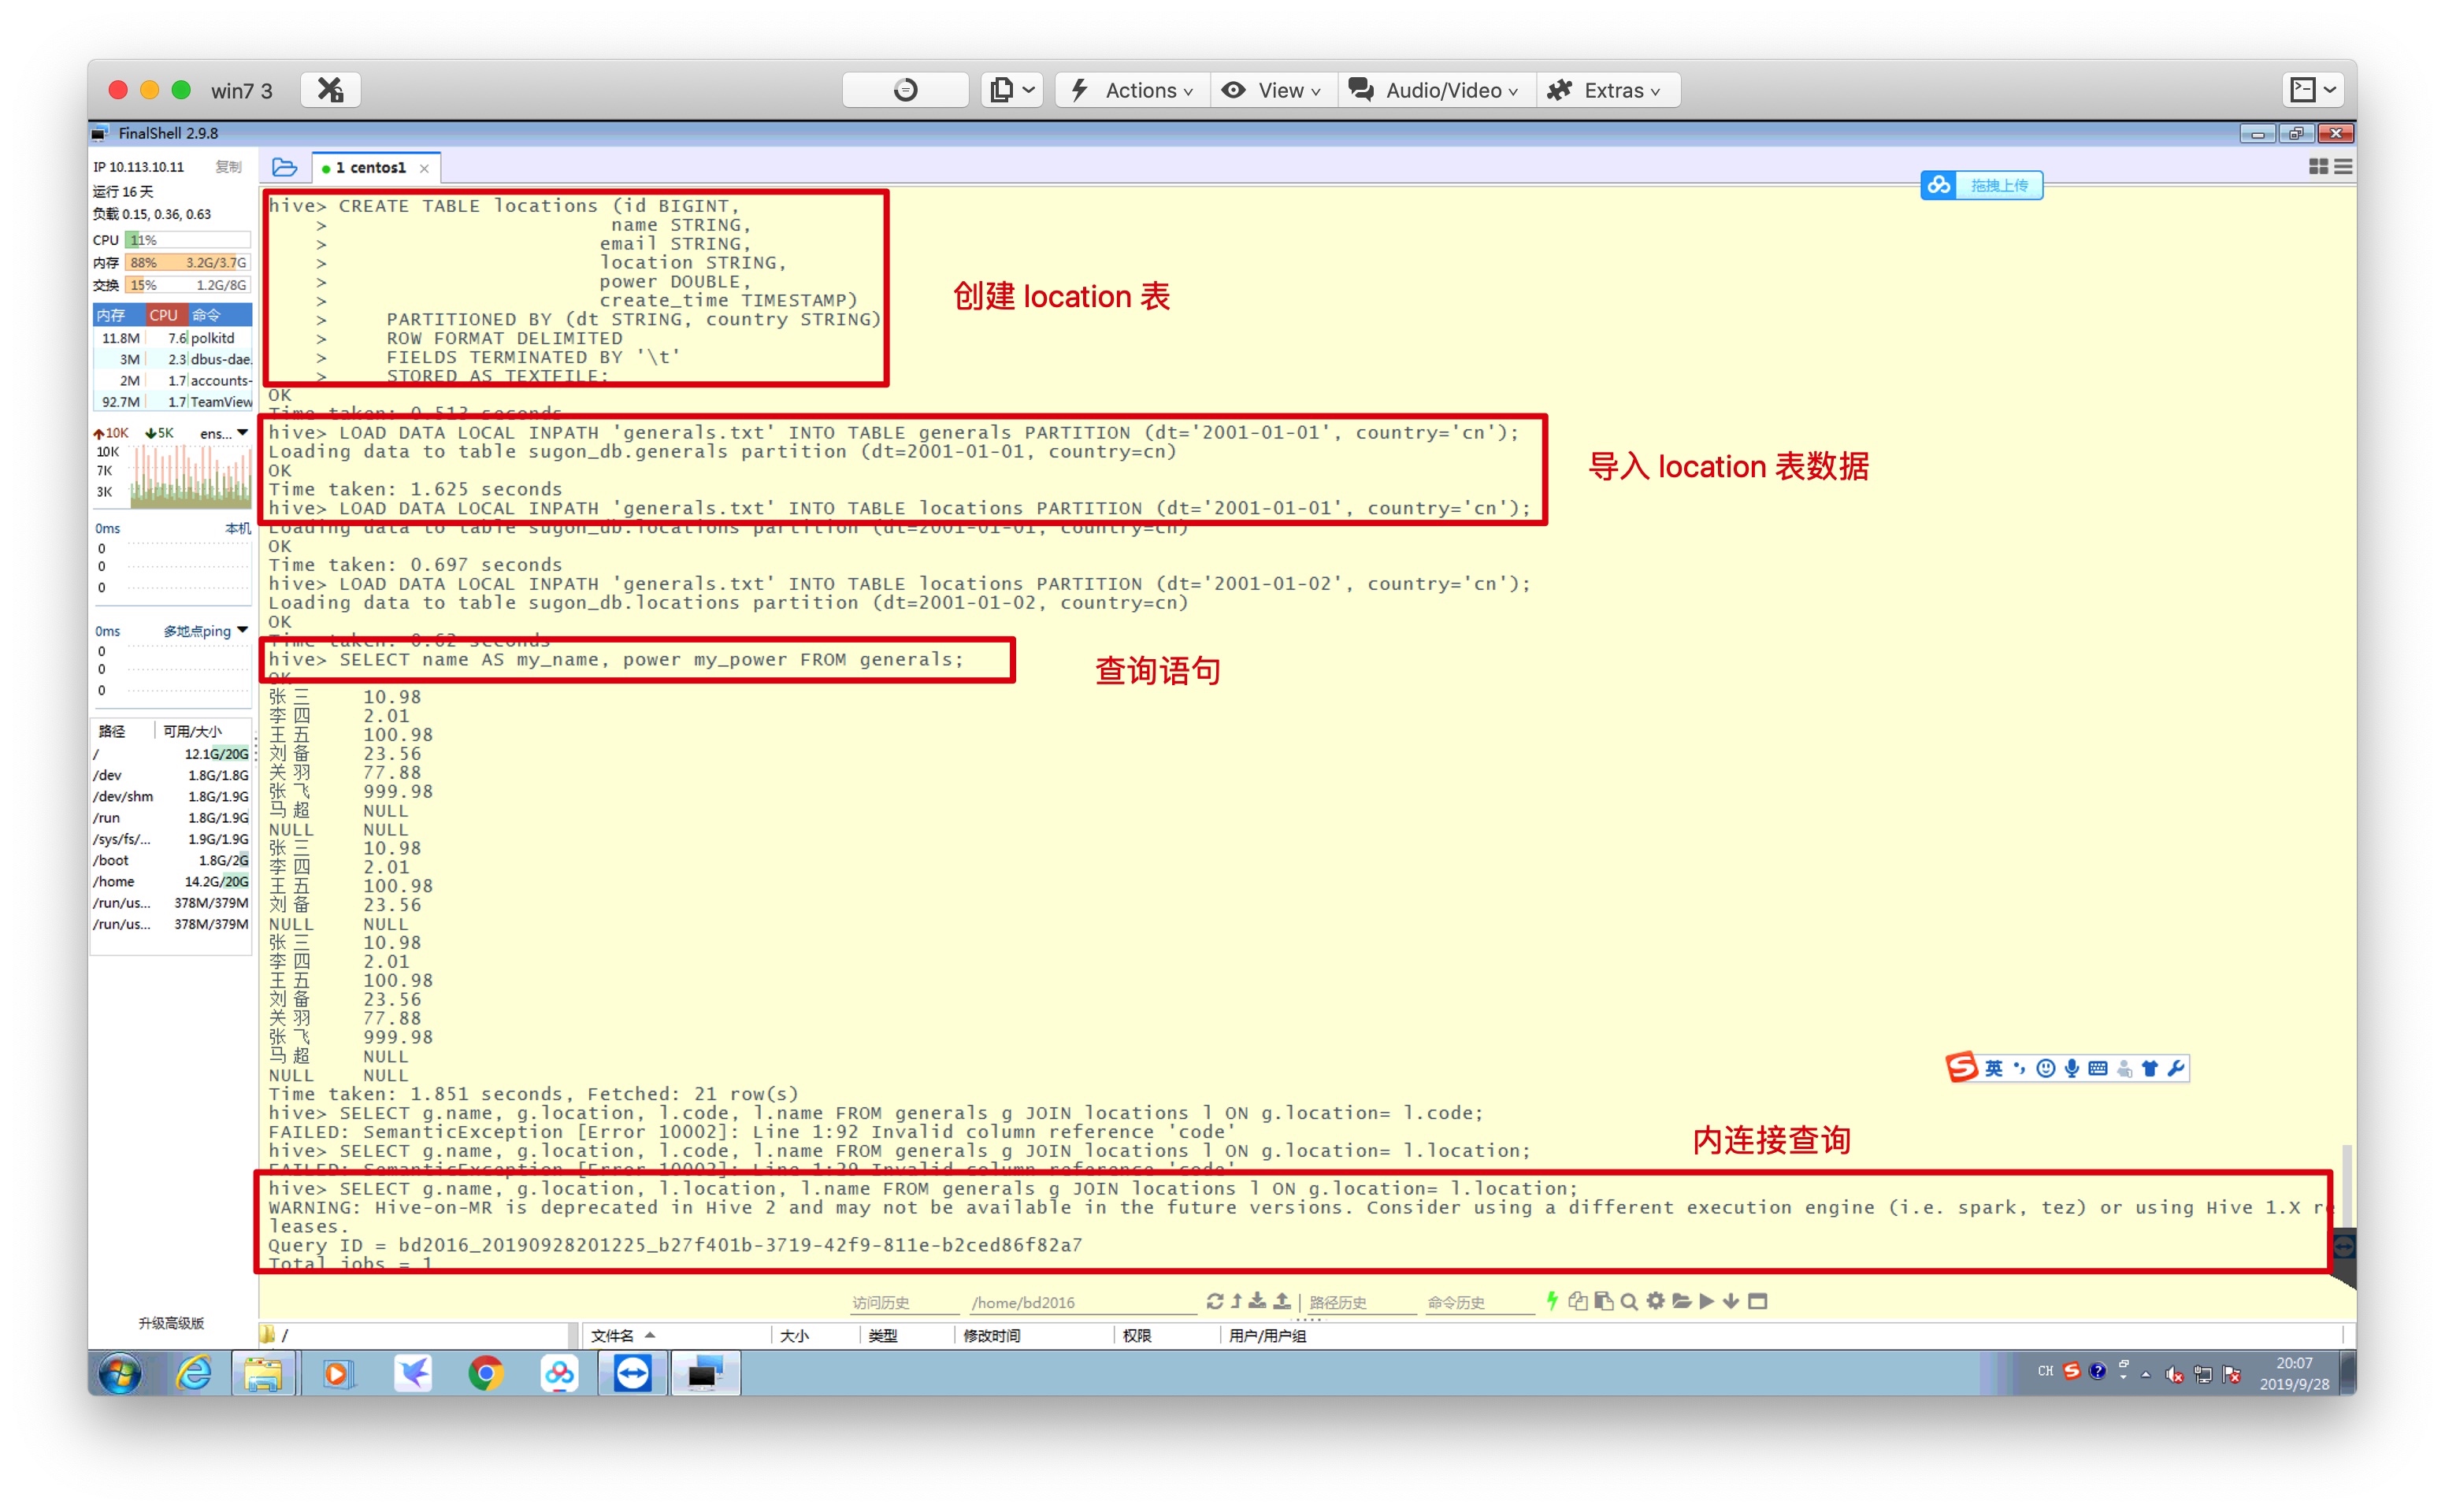 win7 3
Actions
View
Audio/Video
Extras
FinalShell 2.9.8
IP 10.113.10.11 复制
运行 16 天
负载 0.15, 0.36, 0.63
CPU 11%
内存 88% 3.2G/3.7G
交换 15% 1.2G/8G
内存 CPU 命令
11.8M 7.6 polkitd
3M 2.3 dbus-dae.
2M 1.7 accounts-
92.7M 1.7 TeamView
10K 5K ens...
10K
7K
3K
0ms 本机
0
0
0
0ms 多地点ping
0
0
0
路径 可用/大小
/ 12.1G/20G
/dev 1.8G/1.8G
/dev/shm 1.8G/1.9G
/run 1.8G/1.9G
/sys/fs/... 1.9G/1.9G
/boot 1.8G/2G
/home 14.2G/20G
/run/us... 378M/379M
/run/us... 378M/379M
升级高级版
1 centos1
拖拽上传
hive> CREATE TABLE locations (id BIGINT,
> name STRING,
> email STRING,
> location STRING,
> power DOUBLE,
> create_time TIMESTAMP)
> PARTITIONED BY (dt STRING, country STRING)
> ROW FORMAT DELIMITED
> FIELDS TERMINATED BY '\t'
> STORED AS TEXTFILE;
创建 location 表
OK
Time taken: 0.513 seconds
hive> LOAD DATA LOCAL INPATH 'generals.txt' INTO TABLE generals PARTITION (dt='2001-01-01', country='cn');
Loading data to table sugon_db.generals partition (dt=2001-01-01, country=cn)
OK
Time taken: 1.625 seconds
hive> LOAD DATA LOCAL INPATH 'generals.txt' INTO TABLE locations PARTITION (dt='2001-01-01', country='cn');
导入 location 表数据
Loading data to table sugon_db.locations partition (dt=2001-01-01, country=cn)
OK
Time taken: 0.697 seconds
hive> LOAD DATA LOCAL INPATH 'generals.txt' INTO TABLE locations PARTITION (dt='2001-01-02', country='cn');
Loading data to table sugon_db.locations partition (dt=2001-01-02, country=cn)
OK
Time taken: 0.62 seconds
hive> SELECT name AS my_name, power my_power FROM generals;
查询语句
OK
张三 10.98
李四 2.01
王五 100.98
刘备 23.56
关羽 77.88
张飞 999.98
马超 NULL
NULL NULL
张三 10.98
李四 2.01
王五 100.98
刘备 23.56
NULL NULL
张三 10.98
李四 2.01
王五 100.98
刘备 23.56
关羽 77.88
张飞 999.98
马超 NULL
NULL NULL
Time taken: 1.851 seconds, Fetched: 21 row(s)
hive> SELECT g.name, g.location, l.code, l.name FROM generals g JOIN locations l ON g.location= l.code;
FAILED: SemanticException [Error 10002]: Line 1:92 Invalid column reference 'code'
hive> SELECT g.name, g.location, l.code, l.name FROM generals g JOIN locations l ON g.location= l.location;
FAILED: SemanticException [Error 10002]: Line 1:29 Invalid column reference 'code'
内连接查询
hive> SELECT g.name, g.location, l.location, l.name FROM generals g JOIN locations l ON g.location= l.location;
WARNING: Hive-on-MR is deprecated in Hive 2 and may not be available in the future versions. Consider using a different execution engine (i.e. spark, tez) or using Hive 1.X re
leases.
Query ID = bd2016_20190928201225_b27f401b-3719-42f9-811e-b2ced86f82a7
Total jobs = 1
英
访问历史 /home/bd2016 路径历史 命令历史
/ 文件名 大小 类型 修改时间 权限 用户/用户组
CH
20:07
2019/9/28